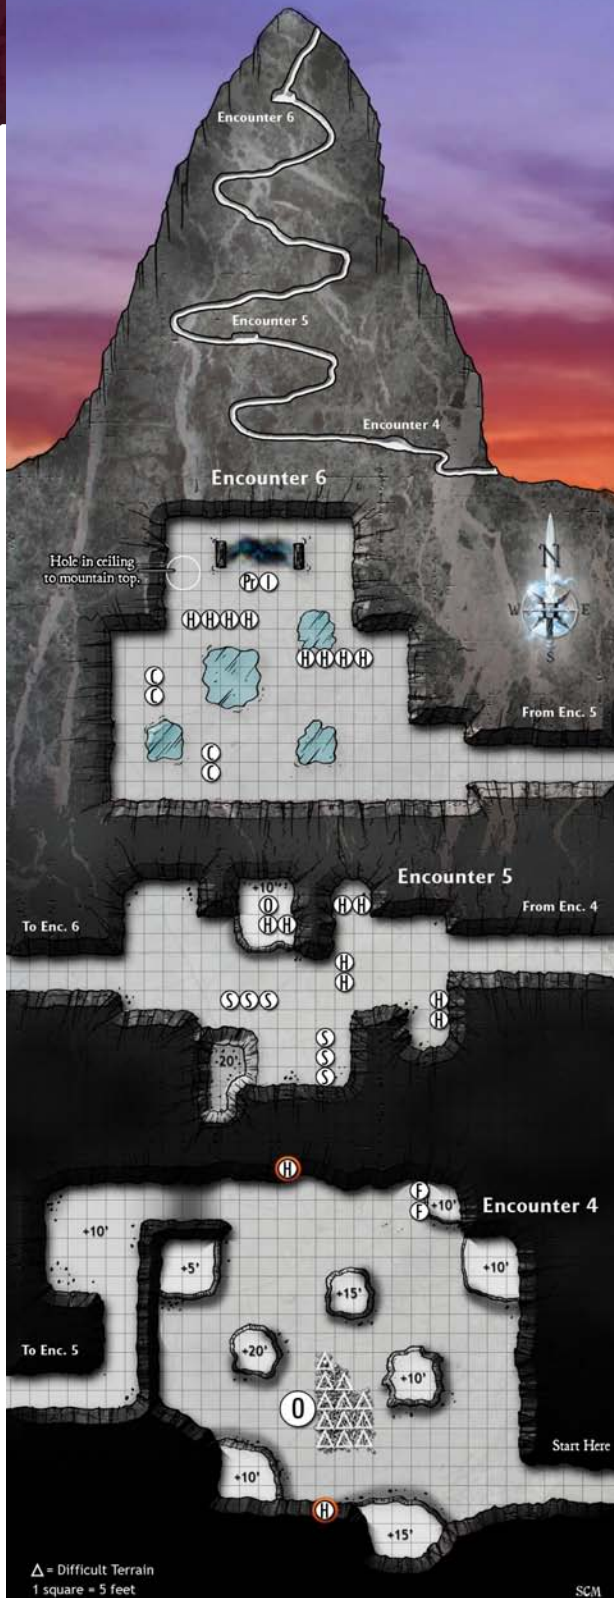 Encounter 6
Encounter 5
Encounter 4
Encounter 6
Hole in ceiling
to mountain top.
N
W E
S
Pr I
H H H H
H H H H
C
C
C
C
From Enc. 5
Encounter 5
+10'
O
H H
H H
From Enc. 4
To Enc. 6
H
H
S S S
H
H
S
S
S
-20'
H
Encounter 4
F
F
+10'
+10'
+5'
+10'
+15'
+20'
+10'
To Enc. 5
O
Start Here
+10'
H
+15'
= Difficult Terrain
1 square = 5 feet
SCM